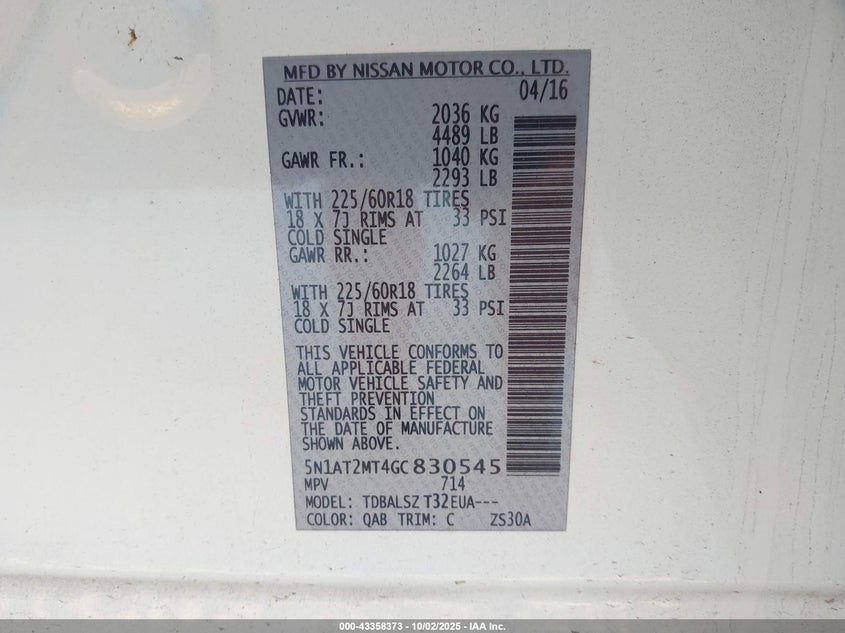 MFD BY NISSAN MOTOR CO., LTD.
DATE: 04/16
GVWR: 2036 KG
4489 LB
GAWR FR.: 1040 KG
2293 LB
WITH 225/60R18 TIRES
18 X 7J RIMS AT 33 PSI
COLD SINGLE
GAWR RR.: 1027 KG
2264 LB
WITH 225/60R18 TIRES
18 X 7J RIMS AT 33 PSI
COLD SINGLE
THIS VEHICLE CONFORMS TO
ALL APPLICABLE FEDERAL
MOTOR VEHICLE SAFETY AND
THEFT PREVENTION
STANDARDS IN EFFECT ON
THE DATE OF MANUFACTURE
SHOWN ABOVE.
5N1AT2MT4GC830545
MPV 714
MODEL: TDBALSZ T32EUA---
COLOR: QAB TRIM: C ZS30A
000-43358373 - 10/02/2025 - IAA Inc.